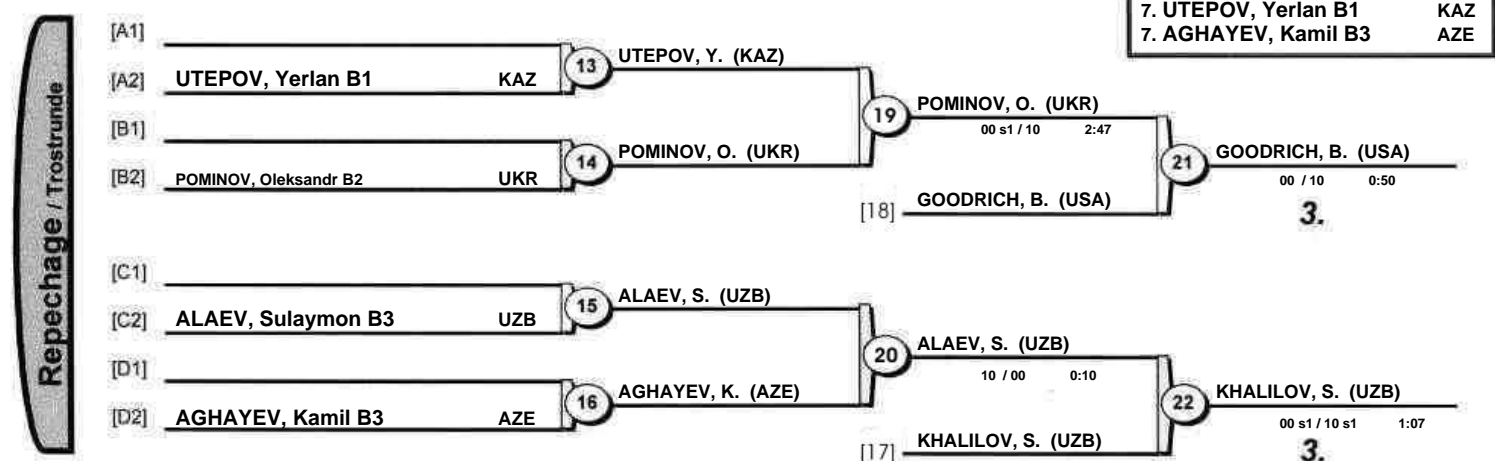 7. UTEPOV, Yerlan B1 KAZ
7. AGHAYEV, Kamil B3 AZE
Repechage / Trostrunde
[A1]
[A2] UTEPOV, Yerlan B1 KAZ
13 UTEPOV, Y. (KAZ)
[B1]
[B2] POMINOV, Oleksandr B2 UKR
14 POMINOV, O. (UKR)
19 POMINOV, O. (UKR)
00 s1 / 10 2:47
[18] GOODRICH, B. (USA)
21 GOODRICH, B. (USA)
00 / 10 0:50
3.
[C1]
[C2] ALAEV, Sulaymon B3 UZB
15 ALAEV, S. (UZB)
[D1]
[D2] AGHAYEV, Kamil B3 AZE
16 AGHAYEV, K. (AZE)
20 ALAEV, S. (UZB)
10 / 00 0:10
[17] KHALILOV, S. (UZB)
22 KHALILOV, S. (UZB)
00 s1 / 10 s1 1:07
3.